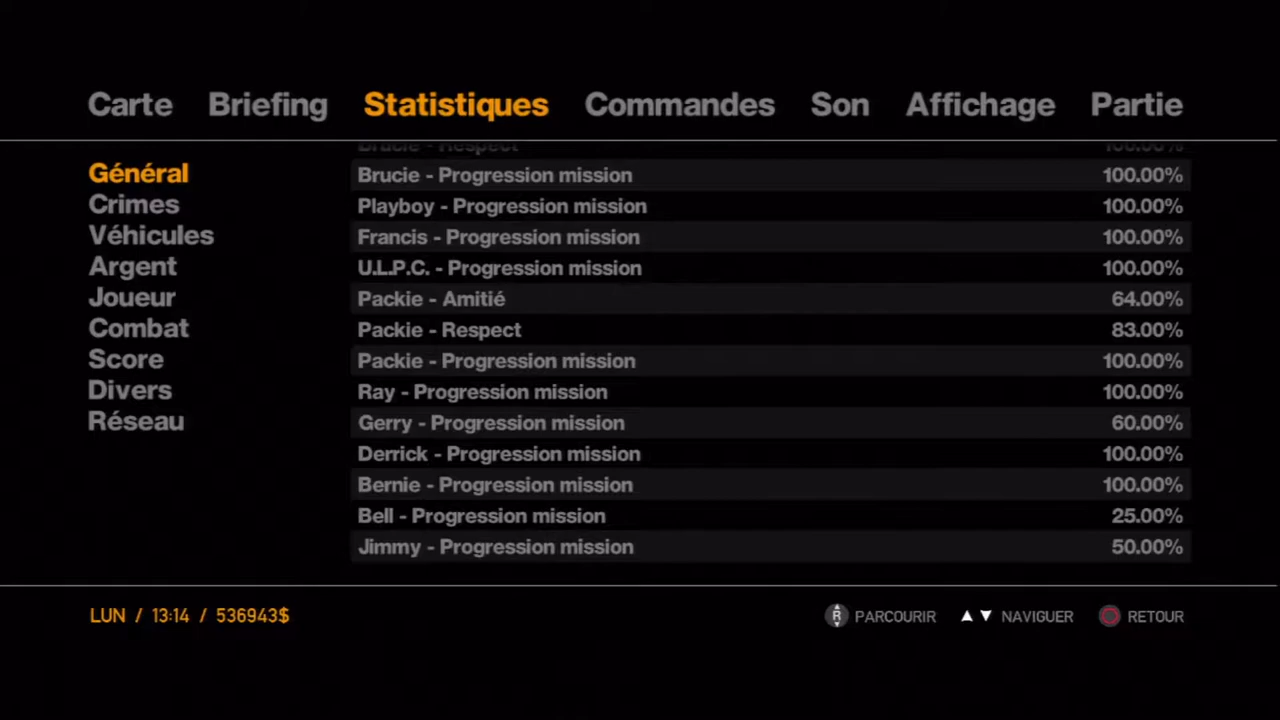 Carte Briefing Statistiques Commandes Son Affichage Partie
Brucie - Respect 100.00%
Général
Crimes
Véhicules
Argent
Joueur
Combat
Score
Divers
Réseau
Brucie - Progression mission 100.00%
Playboy - Progression mission 100.00%
Francis - Progression mission 100.00%
U.L.P.C. - Progression mission 100.00%
Packie - Amitié 64.00%
Packie - Respect 83.00%
Packie - Progression mission 100.00%
Ray - Progression mission 100.00%
Gerry - Progression mission 60.00%
Derrick - Progression mission 100.00%
Bernie - Progression mission 100.00%
Bell - Progression mission 25.00%
Jimmy - Progression mission 50.00%
LUN / 13:14 / 536943$
R PARCOURIR NAVIGUER RETOUR